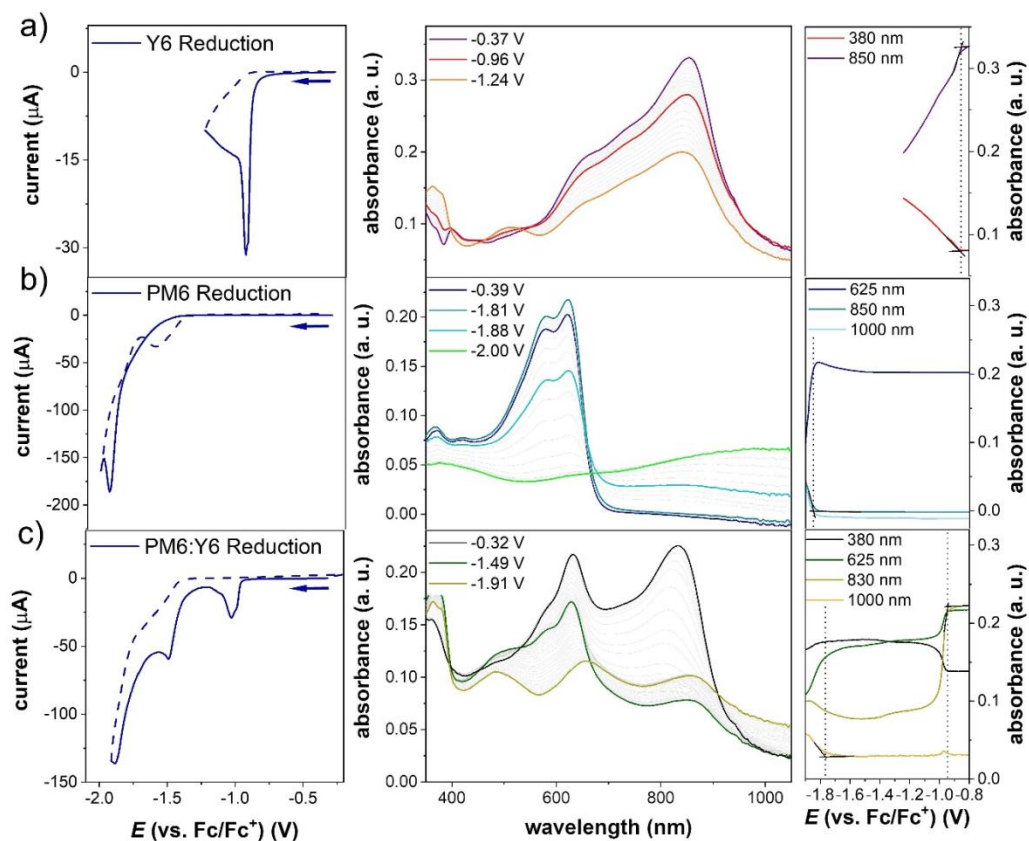 a)
Y6 Reduction
current (μA)
0
-15
-30
absorbance (a. u.)
0.3
0.2
0.1
-0.37 V
-0.96 V
-1.24 V
380 nm
850 nm
0.3
0.2
0.1
absorbance (a. u.)
b)
PM6 Reduction
current (μA)
0
-50
-100
-150
-200
absorbance (a. u.)
0.20
0.15
0.10
0.05
0.00
-0.39 V
-1.81 V
-1.88 V
-2.00 V
625 nm
850 nm
1000 nm
0.3
0.2
0.1
0.0
absorbance (a. u.)
c)
PM6:Y6 Reduction
current (μA)
0
-50
-100
-150
-2.0 -1.5 -1.0 -0.5
E (vs. Fc/Fc⁺) (V)
absorbance (a. u.)
0.20
0.15
0.10
0.05
0.00
-0.32 V
-1.49 V
-1.91 V
400 600 800 1000
wavelength (nm)
380 nm
625 nm
830 nm
1000 nm
0.3
0.2
0.1
0.0
absorbance (a. u.)
-1.8 -1.6 -1.4 -1.2 -1.0 -0.8
E (vs. Fc/Fc⁺) (V)